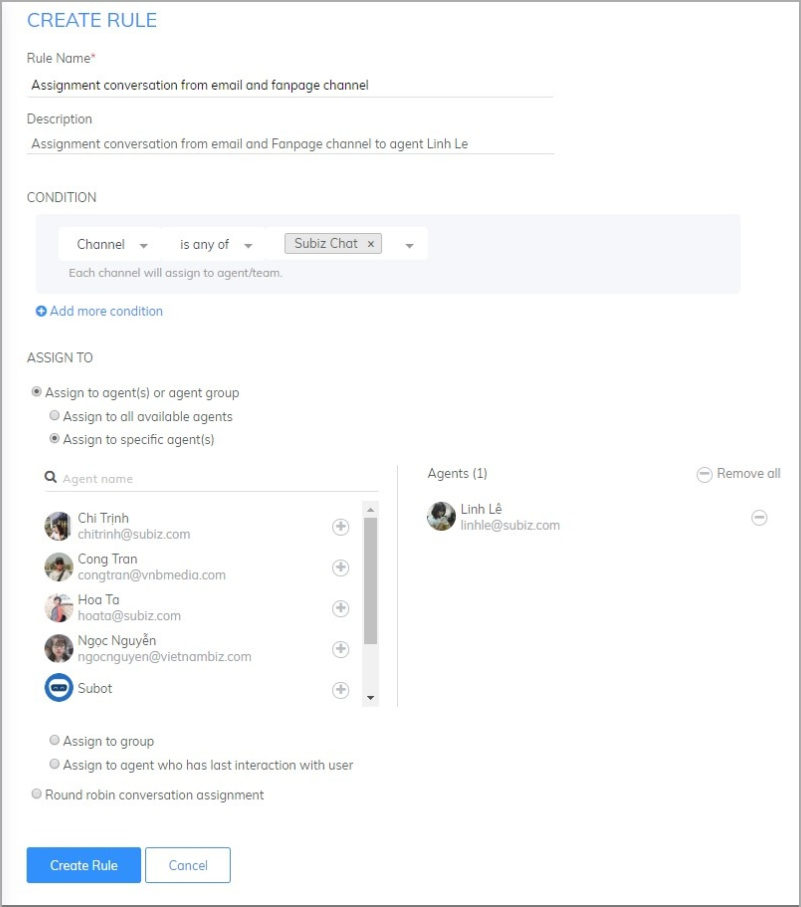 CREATE RULE
Rule Name*
Assignment conversation from email and fanpage channel
Description
Assignment conversation from email and Fanpage channel to agent Linh Le
CONDITION
Channel is any of Subiz Chat ×
Each channel will assign to agent/team.
Add more condition
ASSIGN TO
Assign to agent(s) or agent group
Assign to all available agents
Assign to specific agent(s)
Agent name
Chi Trịnh
chitrinh@subiz.com
Cong Tran
congtran@vnbmedia.com
Hoa Ta
hoata@subiz.com
Ngọc Nguyễn
ngocnguyen@vietnambiz.com
Subot
Agents (1) Remove all
Linh Lê
linhle@subiz.com
Assign to group
Assign to agent who has last interaction with user
Round robin conversation assignment
Create Rule Cancel